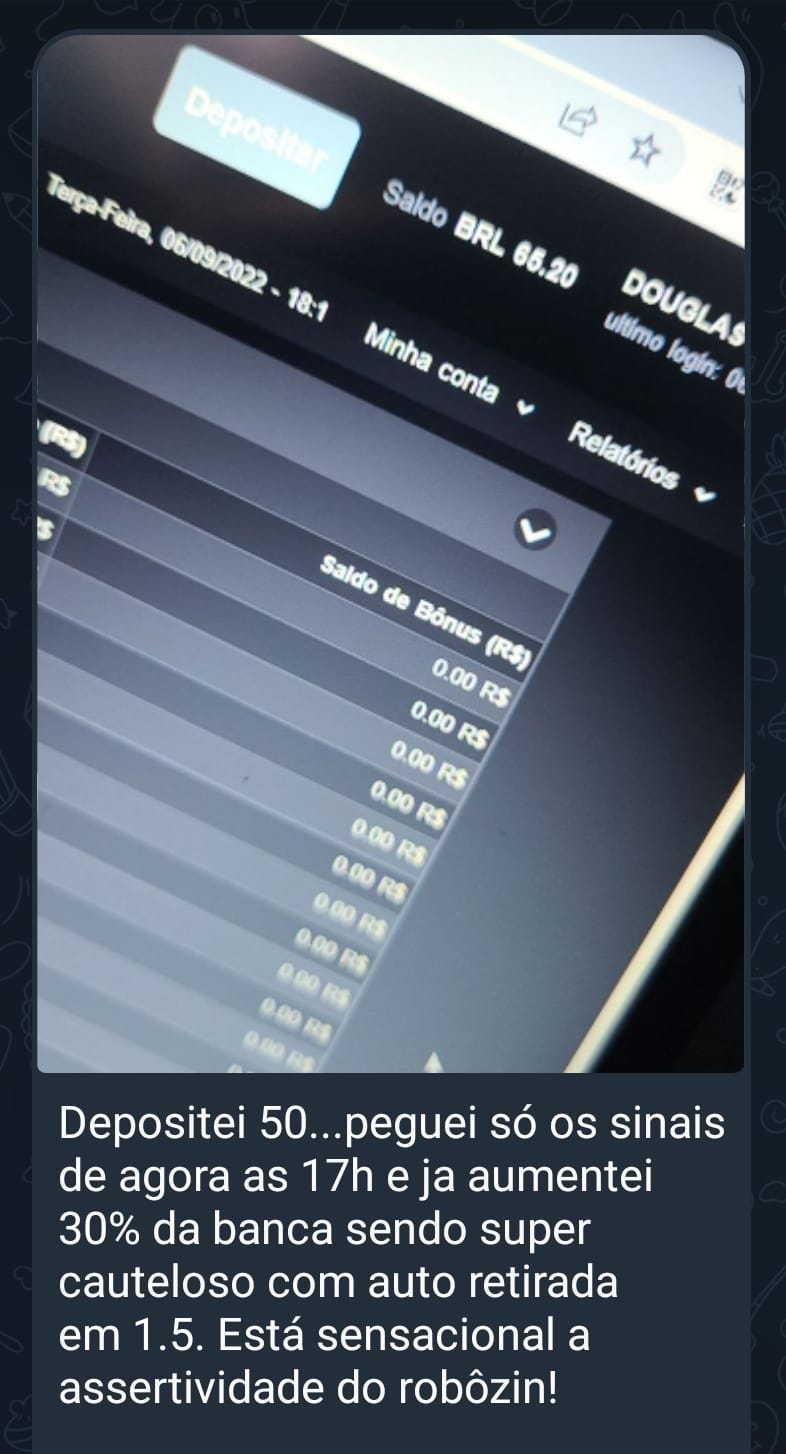 Depositar
Saldo BRL 65.20
DOUGLAS
Terça-Feira, 06/09/2022 - 18:1
ultimo login: 0
Minha conta
Relatórios
(R$)
R$
Saldo de Bônus (R$)
0.00 R$
0.00 R$
0.00 R$
0.00 R$
0.00 R$
0.00 R$
0.00 R$
0.00 R$
0.00 R$
0.00 R$
0.00 R$
Depositei 50...peguei só os sinais
de agora as 17h e ja aumentei
30% da banca sendo super
cauteloso com auto retirada
em 1.5. Está sensacional a
assertividade do robôzin!